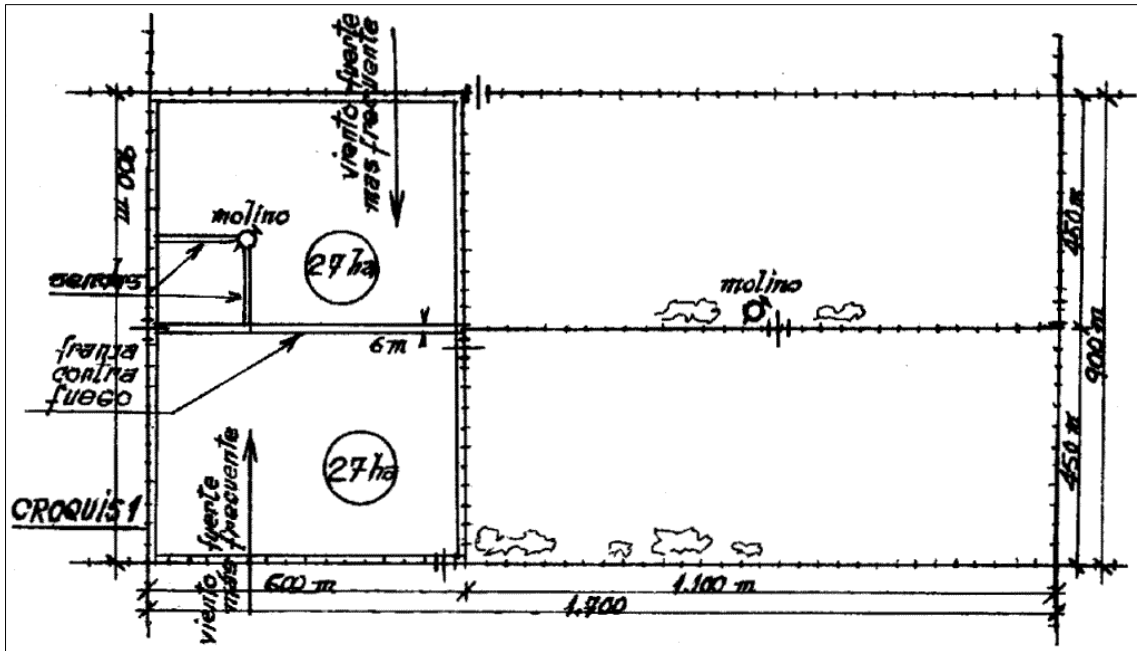 viento fuente
mas frecuente
900 m
molino
27 ha
sendas
6 m
franja
contra
fuego
molino
450 m
900 m
450 m
27 ha
viento fuente
más frecuente
CROQUIS 1
600 m
1.100 m
1.700